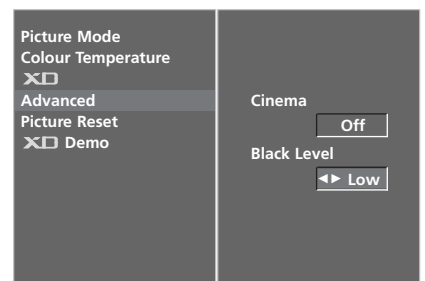 Picture Mode
Colour Temperature
XD
Advanced
Picture Reset
XD Demo
Cinema
Off
Black Level
◄► Low